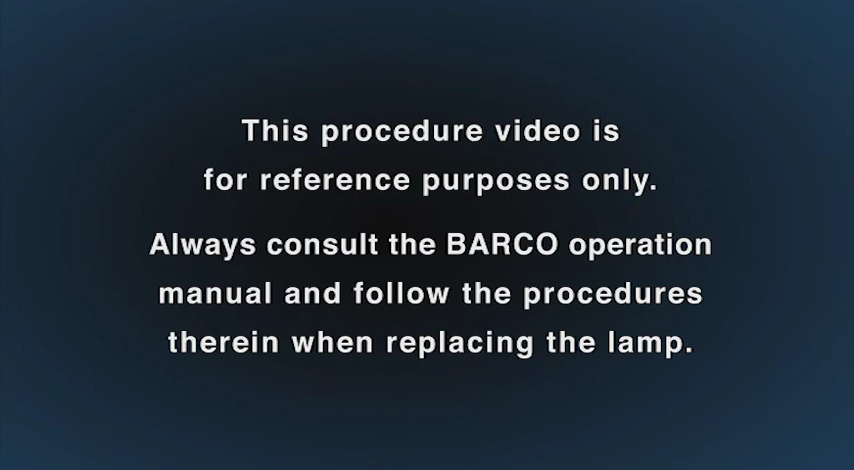 This procedure video is
for reference purposes only.
Always consult the BARCO operation
manual and follow the procedures
therein when replacing the lamp.